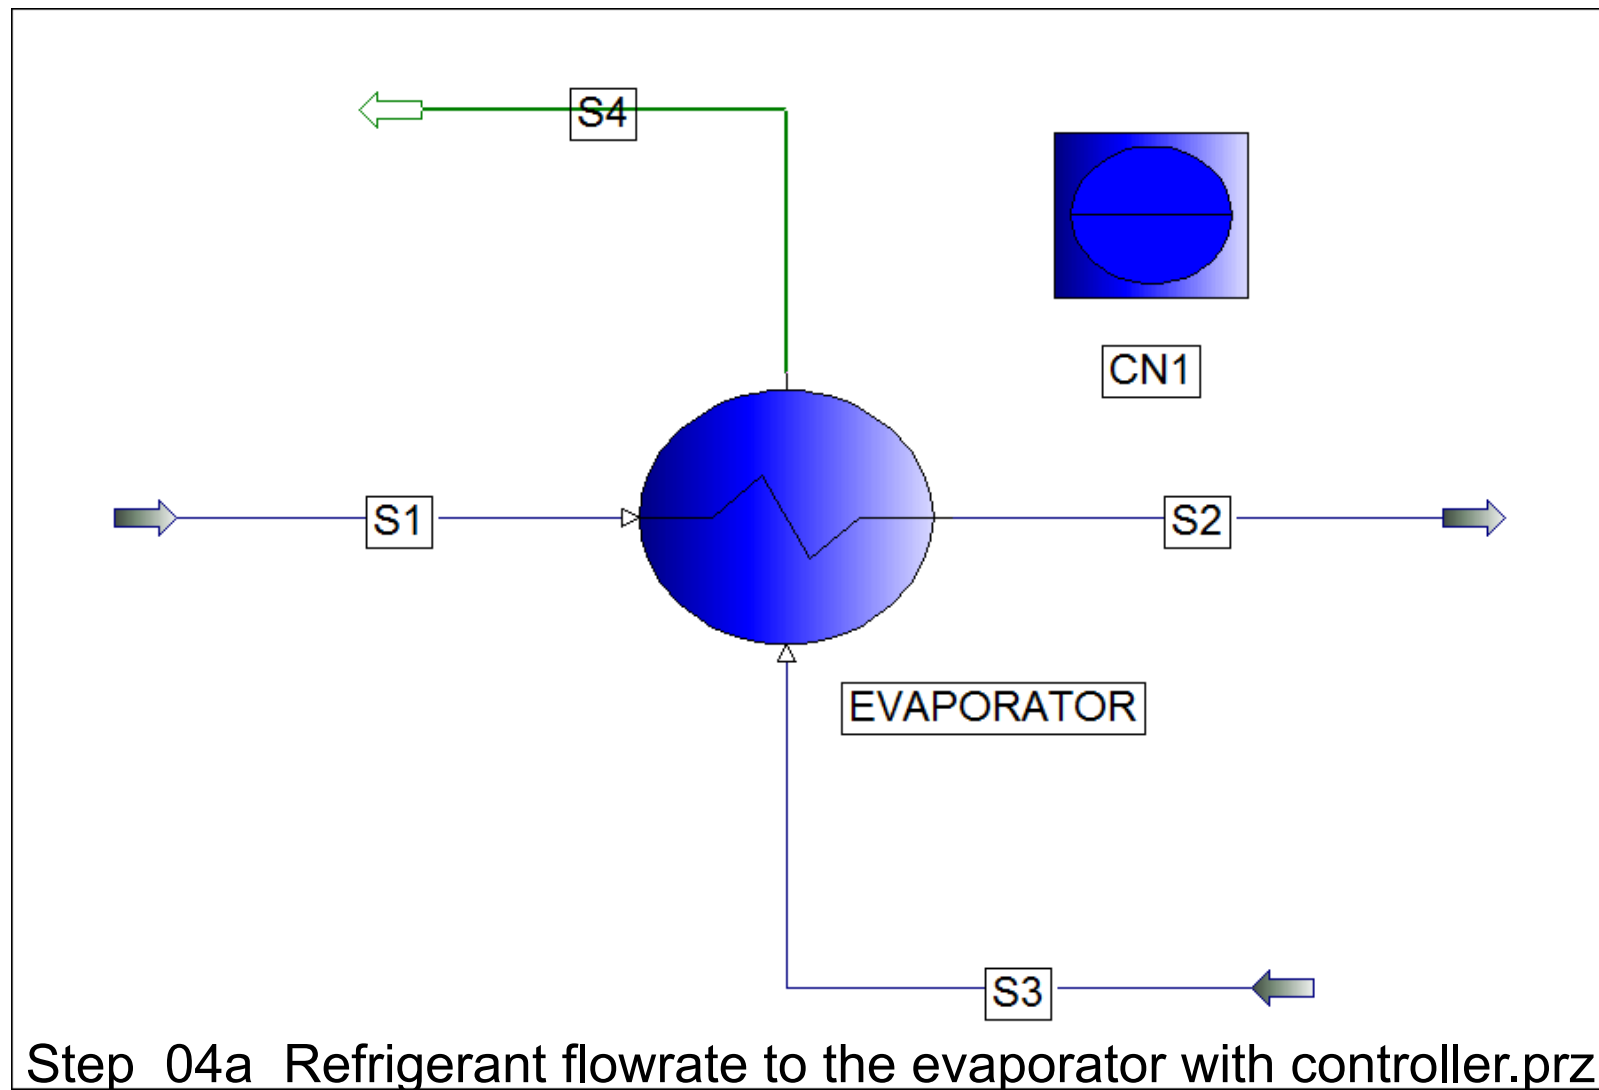 S4
CN1
S1
S2
EVAPORATOR
S3
Step 04a Refrigerant flowrate to the evaporator with controller.prz